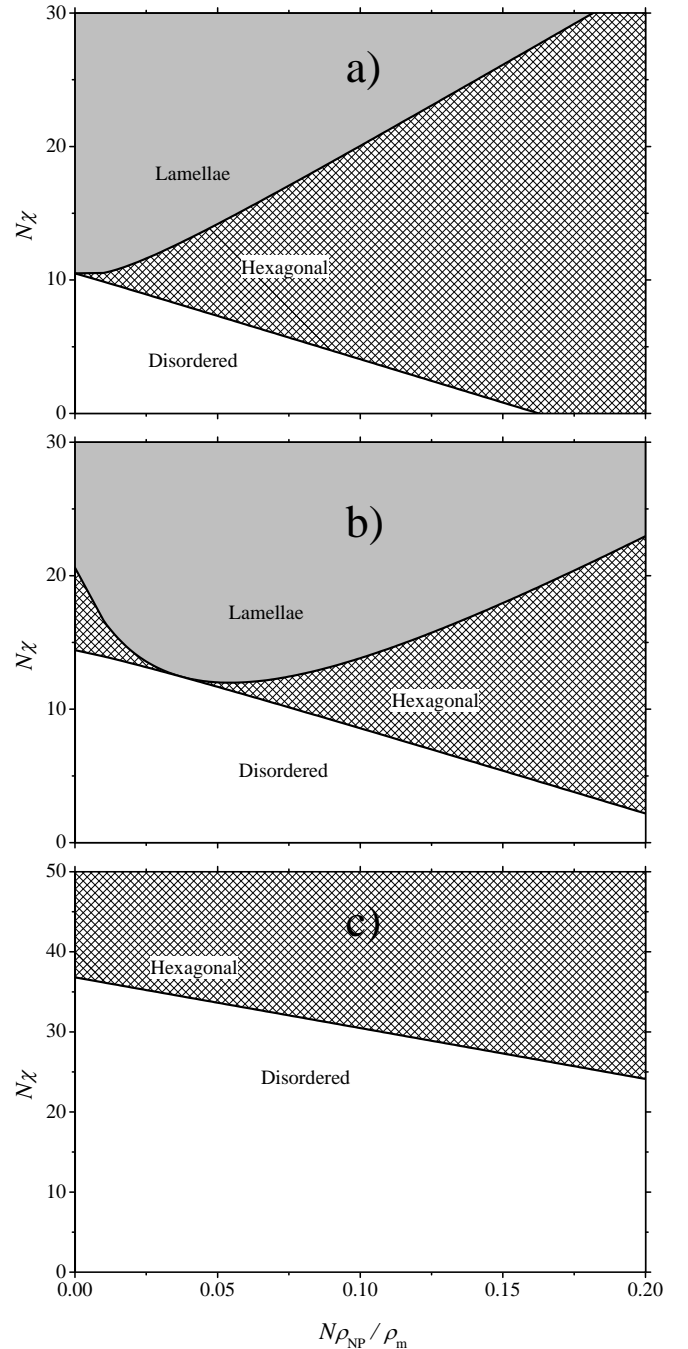 30
a)
20
Nχ
Lamellae
10
Hexagonal
Disordered
0
30
b)
20
Nχ
Lamellae
10
Hexagonal
Disordered
0
50
c)
40
Hexagonal
30
Nχ
Disordered
20
10
0
0.00 0.05 0.10 0.15 0.20
Nρ_NP / ρ_m